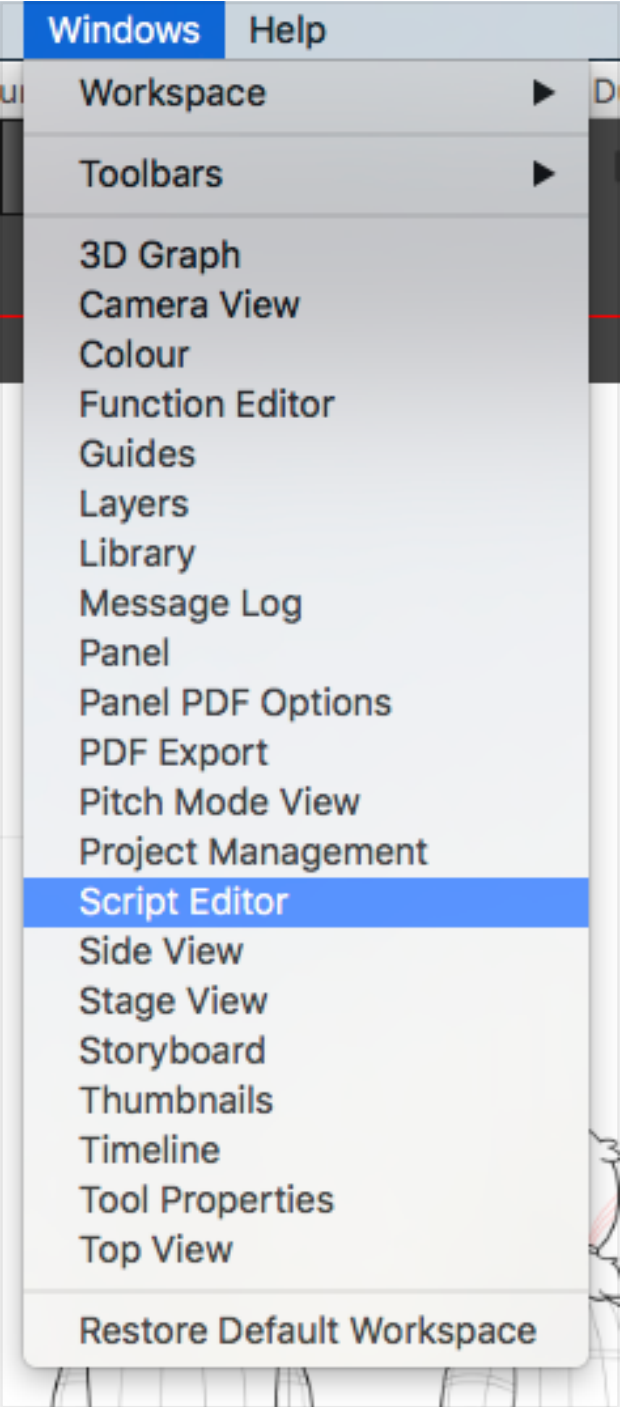 Windows Help
Workspace
Toolbars
3D Graph
Camera View
Colour
Function Editor
Guides
Layers
Library
Message Log
Panel
Panel PDF Options
PDF Export
Pitch Mode View
Project Management
Script Editor
Side View
Stage View
Storyboard
Thumbnails
Timeline
Tool Properties
Top View
Restore Default Workspace